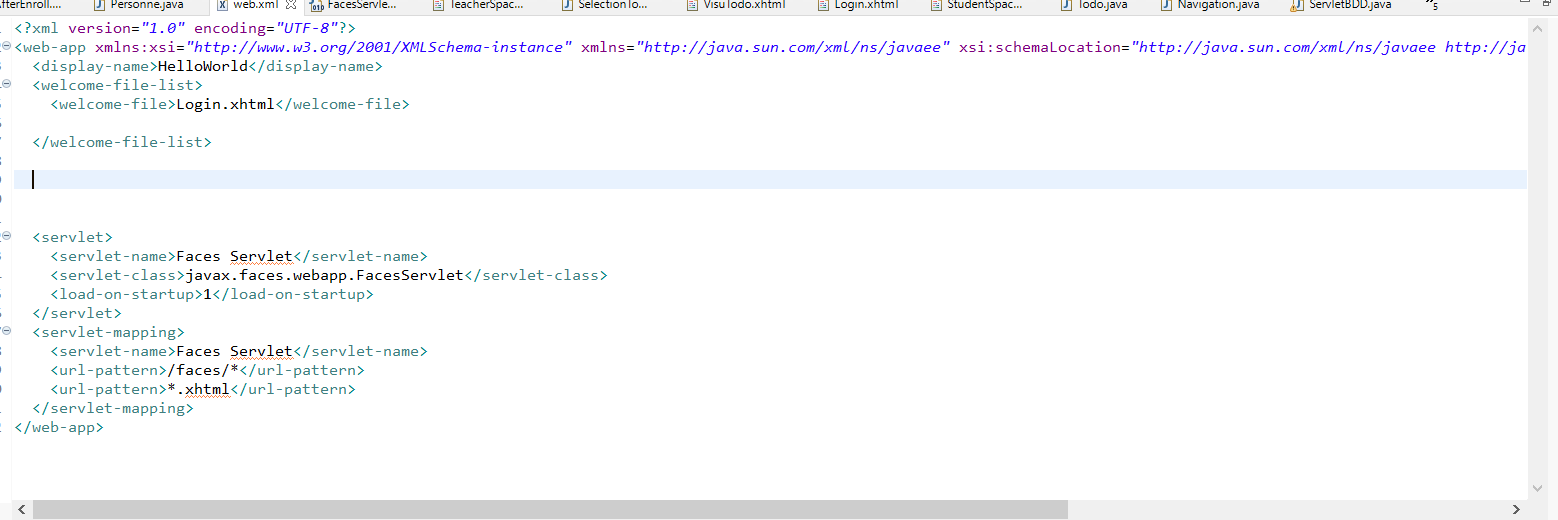 fterEnroll.... Personne.java web.xml FacesServle... TeacherSpac... SelectionTo... VisuTodo.xhtml Login.xhtml StudentSpac... Todo.java Navigation.java ServletBDD.java »5
<?xml version="1.0" encoding="UTF-8"?>
<web-app xmlns:xsi="http://www.w3.org/2001/XMLSchema-instance" xmlns="http://java.sun.com/xml/ns/javaee" xsi:schemaLocation="http://java.sun.com/xml/ns/javaee http://ja
<display-name>HelloWorld</display-name>
<welcome-file-list>
<welcome-file>Login.xhtml</welcome-file>
</welcome-file-list>
<servlet>
<servlet-name>Faces Servlet</servlet-name>
<servlet-class>javax.faces.webapp.FacesServlet</servlet-class>
<load-on-startup>1</load-on-startup>
</servlet>
<servlet-mapping>
<servlet-name>Faces Servlet</servlet-name>
<url-pattern>/faces/*</url-pattern>
<url-pattern>*.xhtml</url-pattern>
</servlet-mapping>
</web-app>